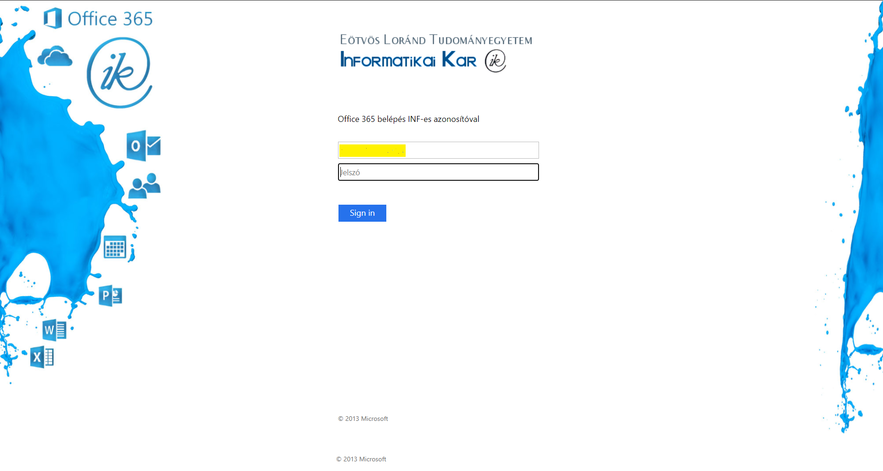 Office 365
ik
EÖTVÖS LORÁND TUDOMÁNYEGYETEM
INFORMATIKAI KAR ik
Office 365 belépés INF-es azonosítóval
Jelszó
Sign in
O
P
W
X
© 2013 Microsoft
© 2013 Microsoft